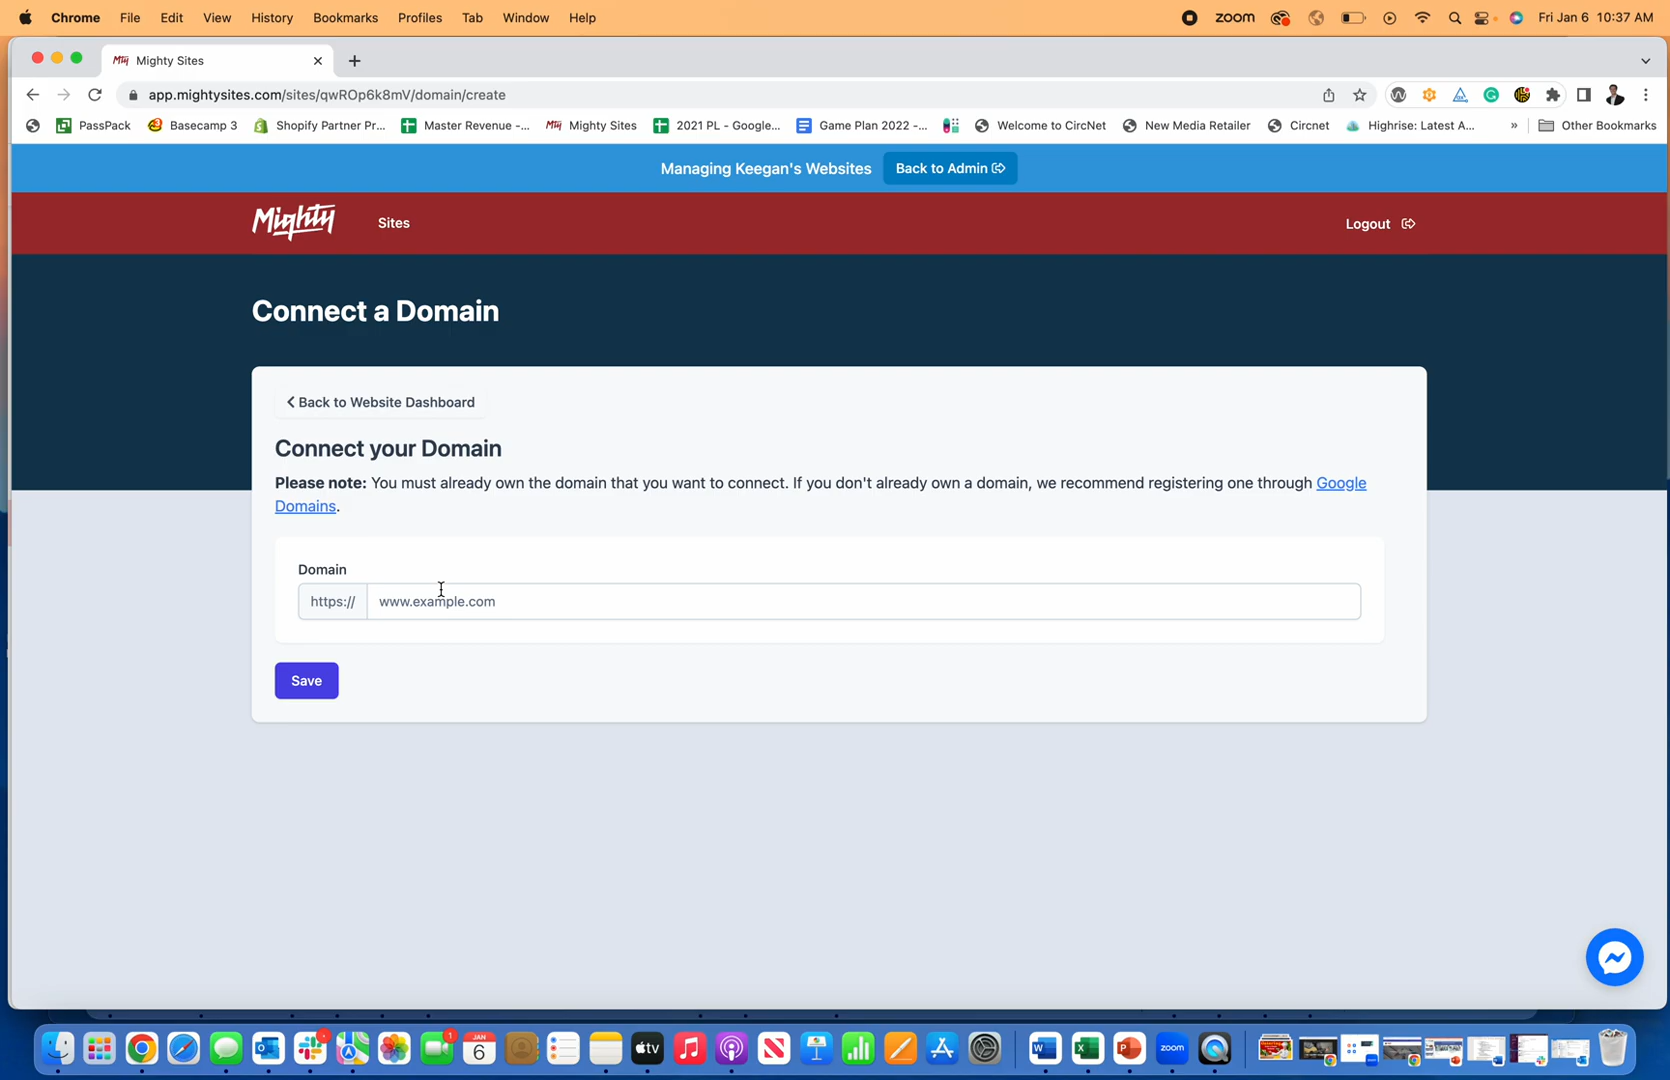 Chrome File Edit View History Bookmarks Profiles Tab Window Help zoom Fri Jan 6 10:37 AM
Mighty Sites
app.mightysites.com/sites/qwROp6k8mV/domain/create
PassPack Basecamp 3 Shopify Partner Pr... Master Revenue -... Mighty Sites 2021 PL - Google... Game Plan 2022 -... Welcome to CircNet New Media Retailer Circnet Highrise: Latest A... » Other Bookmarks
Managing Keegan's Websites Back to Admin
Mighty Sites Logout
Connect a Domain
Back to Website Dashboard
Connect your Domain
Please note: You must already own the domain that you want to connect. If you don't already own a domain, we recommend registering one through Google
Domains.
Domain
https:// www.example.com
Save
JAN
6
1
tv
zoom